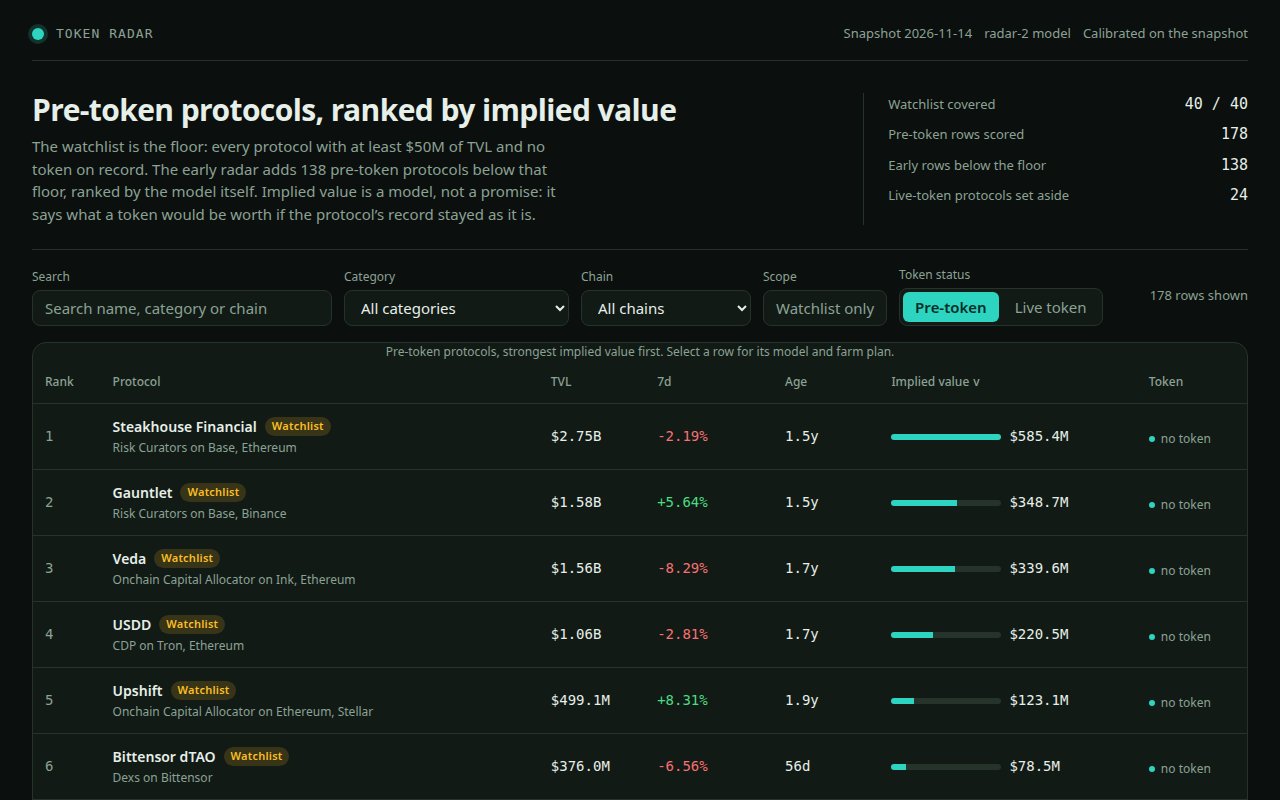 TOKEN RADAR
Snapshot 2026-11-14 radar-2 model Calibrated on the snapshot
Pre-token protocols, ranked by implied value
The watchlist is the floor: every protocol with at least $50M of TVL and no
token on record. The early radar adds 138 pre-token protocols below that
floor, ranked by the model itself. Implied value is a model, not a promise: it
says what a token would be worth if the protocol's record stayed as it is.
Watchlist covered 40 / 40
Pre-token rows scored 178
Early rows below the floor 138
Live-token protocols set aside 24
Search Category Chain Scope Token status
Search name, category or chain All categories All chains Watchlist only Pre-token Live token 178 rows shown
Pre-token protocols, strongest implied value first. Select a row for its model and farm plan.
Rank Protocol TVL 7d Age Implied value v Token
1 Steakhouse Financial Watchlist $2.75B -2.19% 1.5y $585.4M no token
Risk Curators on Base, Ethereum
2 Gauntlet Watchlist $1.58B +5.64% 1.5y $348.7M no token
Risk Curators on Base, Binance
3 Veda Watchlist $1.56B -8.29% 1.7y $339.6M no token
Onchain Capital Allocator on Ink, Ethereum
4 USDD Watchlist $1.06B -2.81% 1.7y $220.5M no token
CDP on Tron, Ethereum
5 Upshift Watchlist $499.1M +8.31% 1.9y $123.1M no token
Onchain Capital Allocator on Ethereum, Stellar
6 Bittensor dTAO Watchlist $376.0M -6.56% 56d $78.5M no token
Dexs on Bittensor